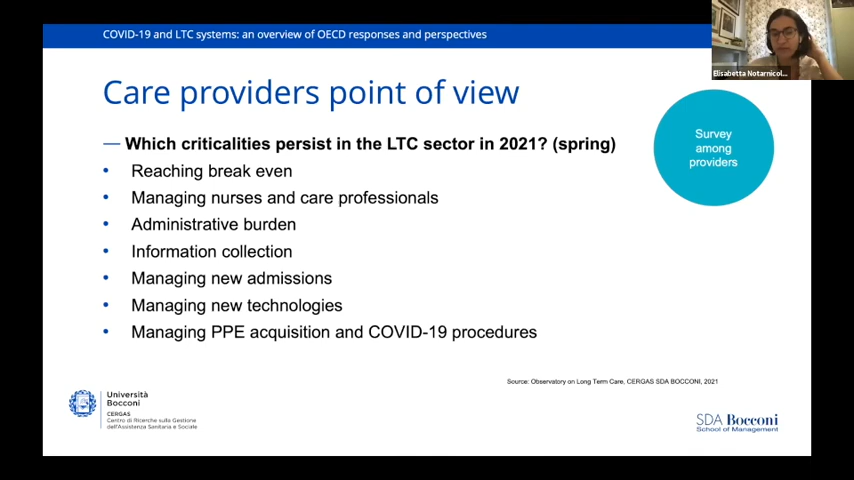 COVID-19 and LTC systems: an overview of OECD responses and perspectives
Elisabetta Notarnicol...
Care providers point of view
Survey
among
providers
— Which criticalities persist in the LTC sector in 2021? (spring)
• Reaching break even
• Managing nurses and care professionals
• Administrative burden
• Information collection
• Managing new admissions
• Managing new technologies
• Managing PPE acquisition and COVID-19 procedures
Source: Observatory on Long Term Care, CERGAS SDA BOCCONI, 2021
Università
Bocconi
CERGAS
Centro di Ricerche sulla Gestione
dell'Assistenza Sanitaria e Sociale
SDA Bocconi
School of Management